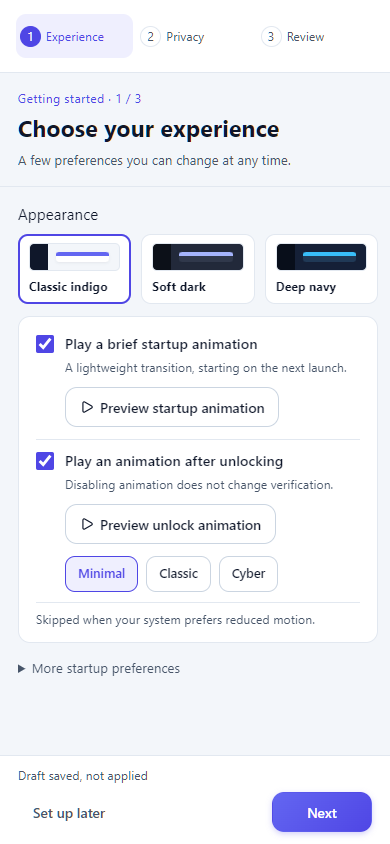 1 Experience 2 Privacy 3 Review
Getting started · 1 / 3
Choose your experience
A few preferences you can change at any time.
Appearance
Classic indigo Soft dark Deep navy
Play a brief startup animation
A lightweight transition, starting on the next launch.
Preview startup animation
Play an animation after unlocking
Disabling animation does not change verification.
Preview unlock animation
Minimal Classic Cyber
Skipped when your system prefers reduced motion.
More startup preferences
Draft saved, not applied
Set up later Next